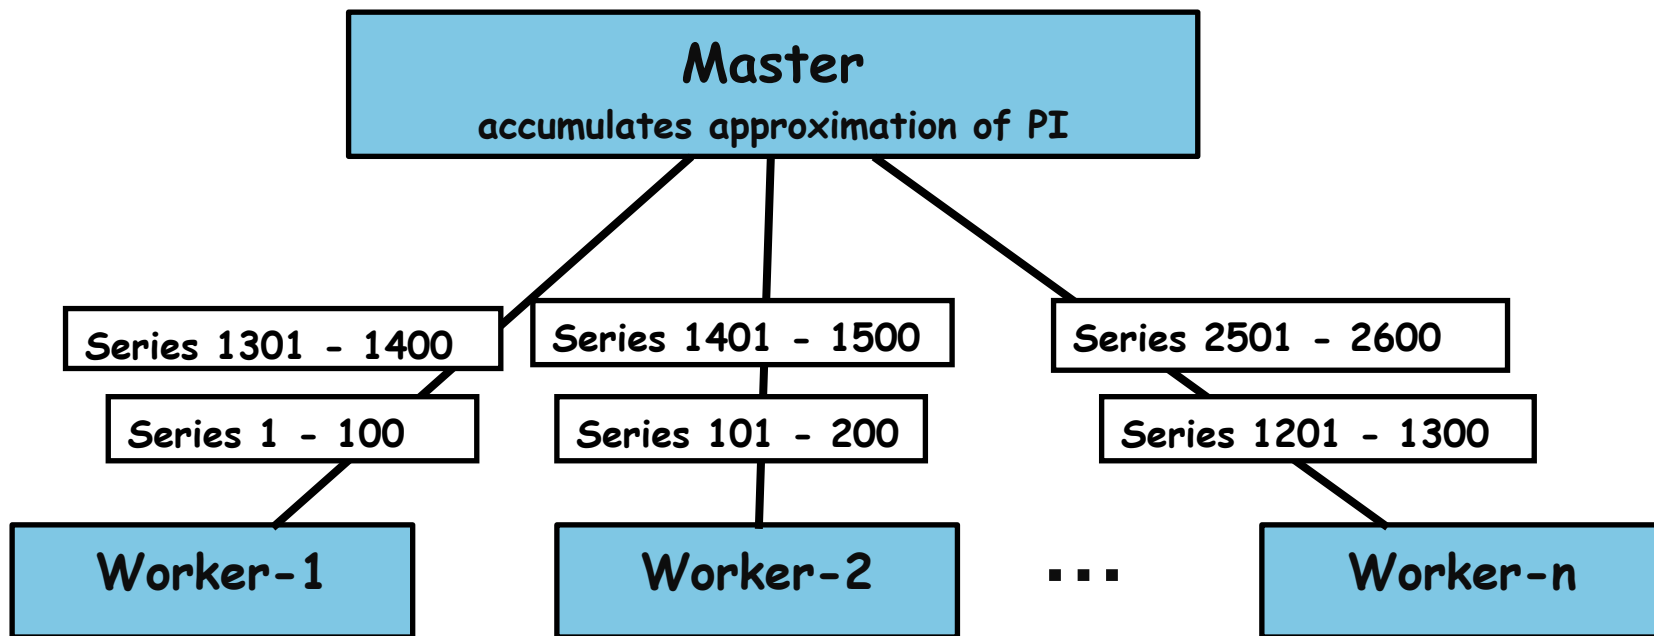 Master
accumulates approximation of PI
Series 1301 - 1400
Series 1401 - 1500
Series 2501 - 2600
Series 1 - 100
Series 101 - 200
Series 1201 - 1300
Worker-1
Worker-2
...
Worker-n